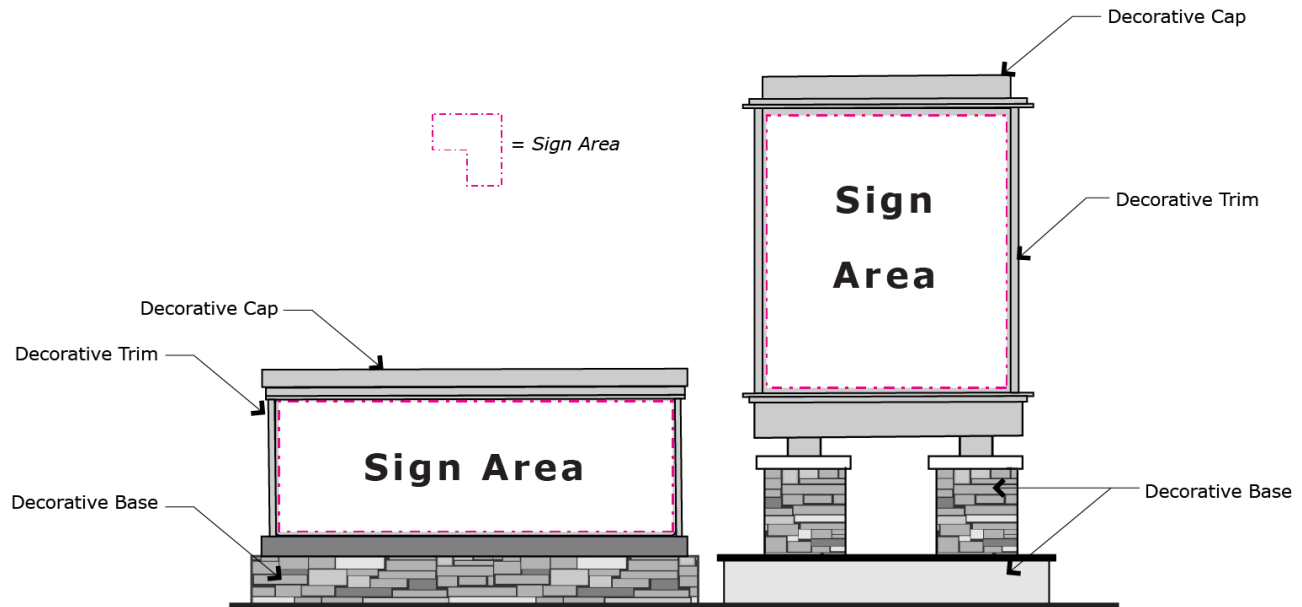 Decorative Cap
= Sign Area
Sign
Area
Decorative Trim
Decorative Cap
Decorative Trim
Sign Area
Decorative Base
Decorative Base